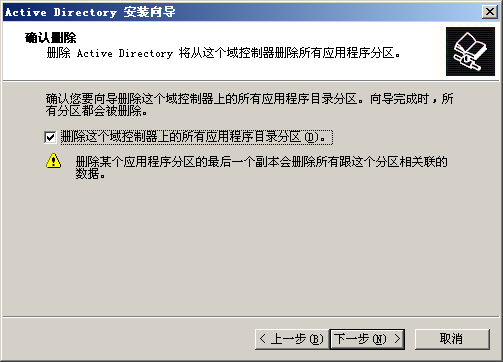 Active Directory 安装向导
确认删除
删除 Active Directory 将从这个域控制器删除所有应用程序分区。
确认您要向导删除这个域控制器上的所有应用程序目录分区。向导完成时，所
有分区都会被删除。
删除这个域控制器上的所有应用程序目录分区(D)。
删除某个应用程序分区的最后一个副本会删除所有跟这个分区相关联的
数据。
< 上一步(B) 下一步(N) > 取消